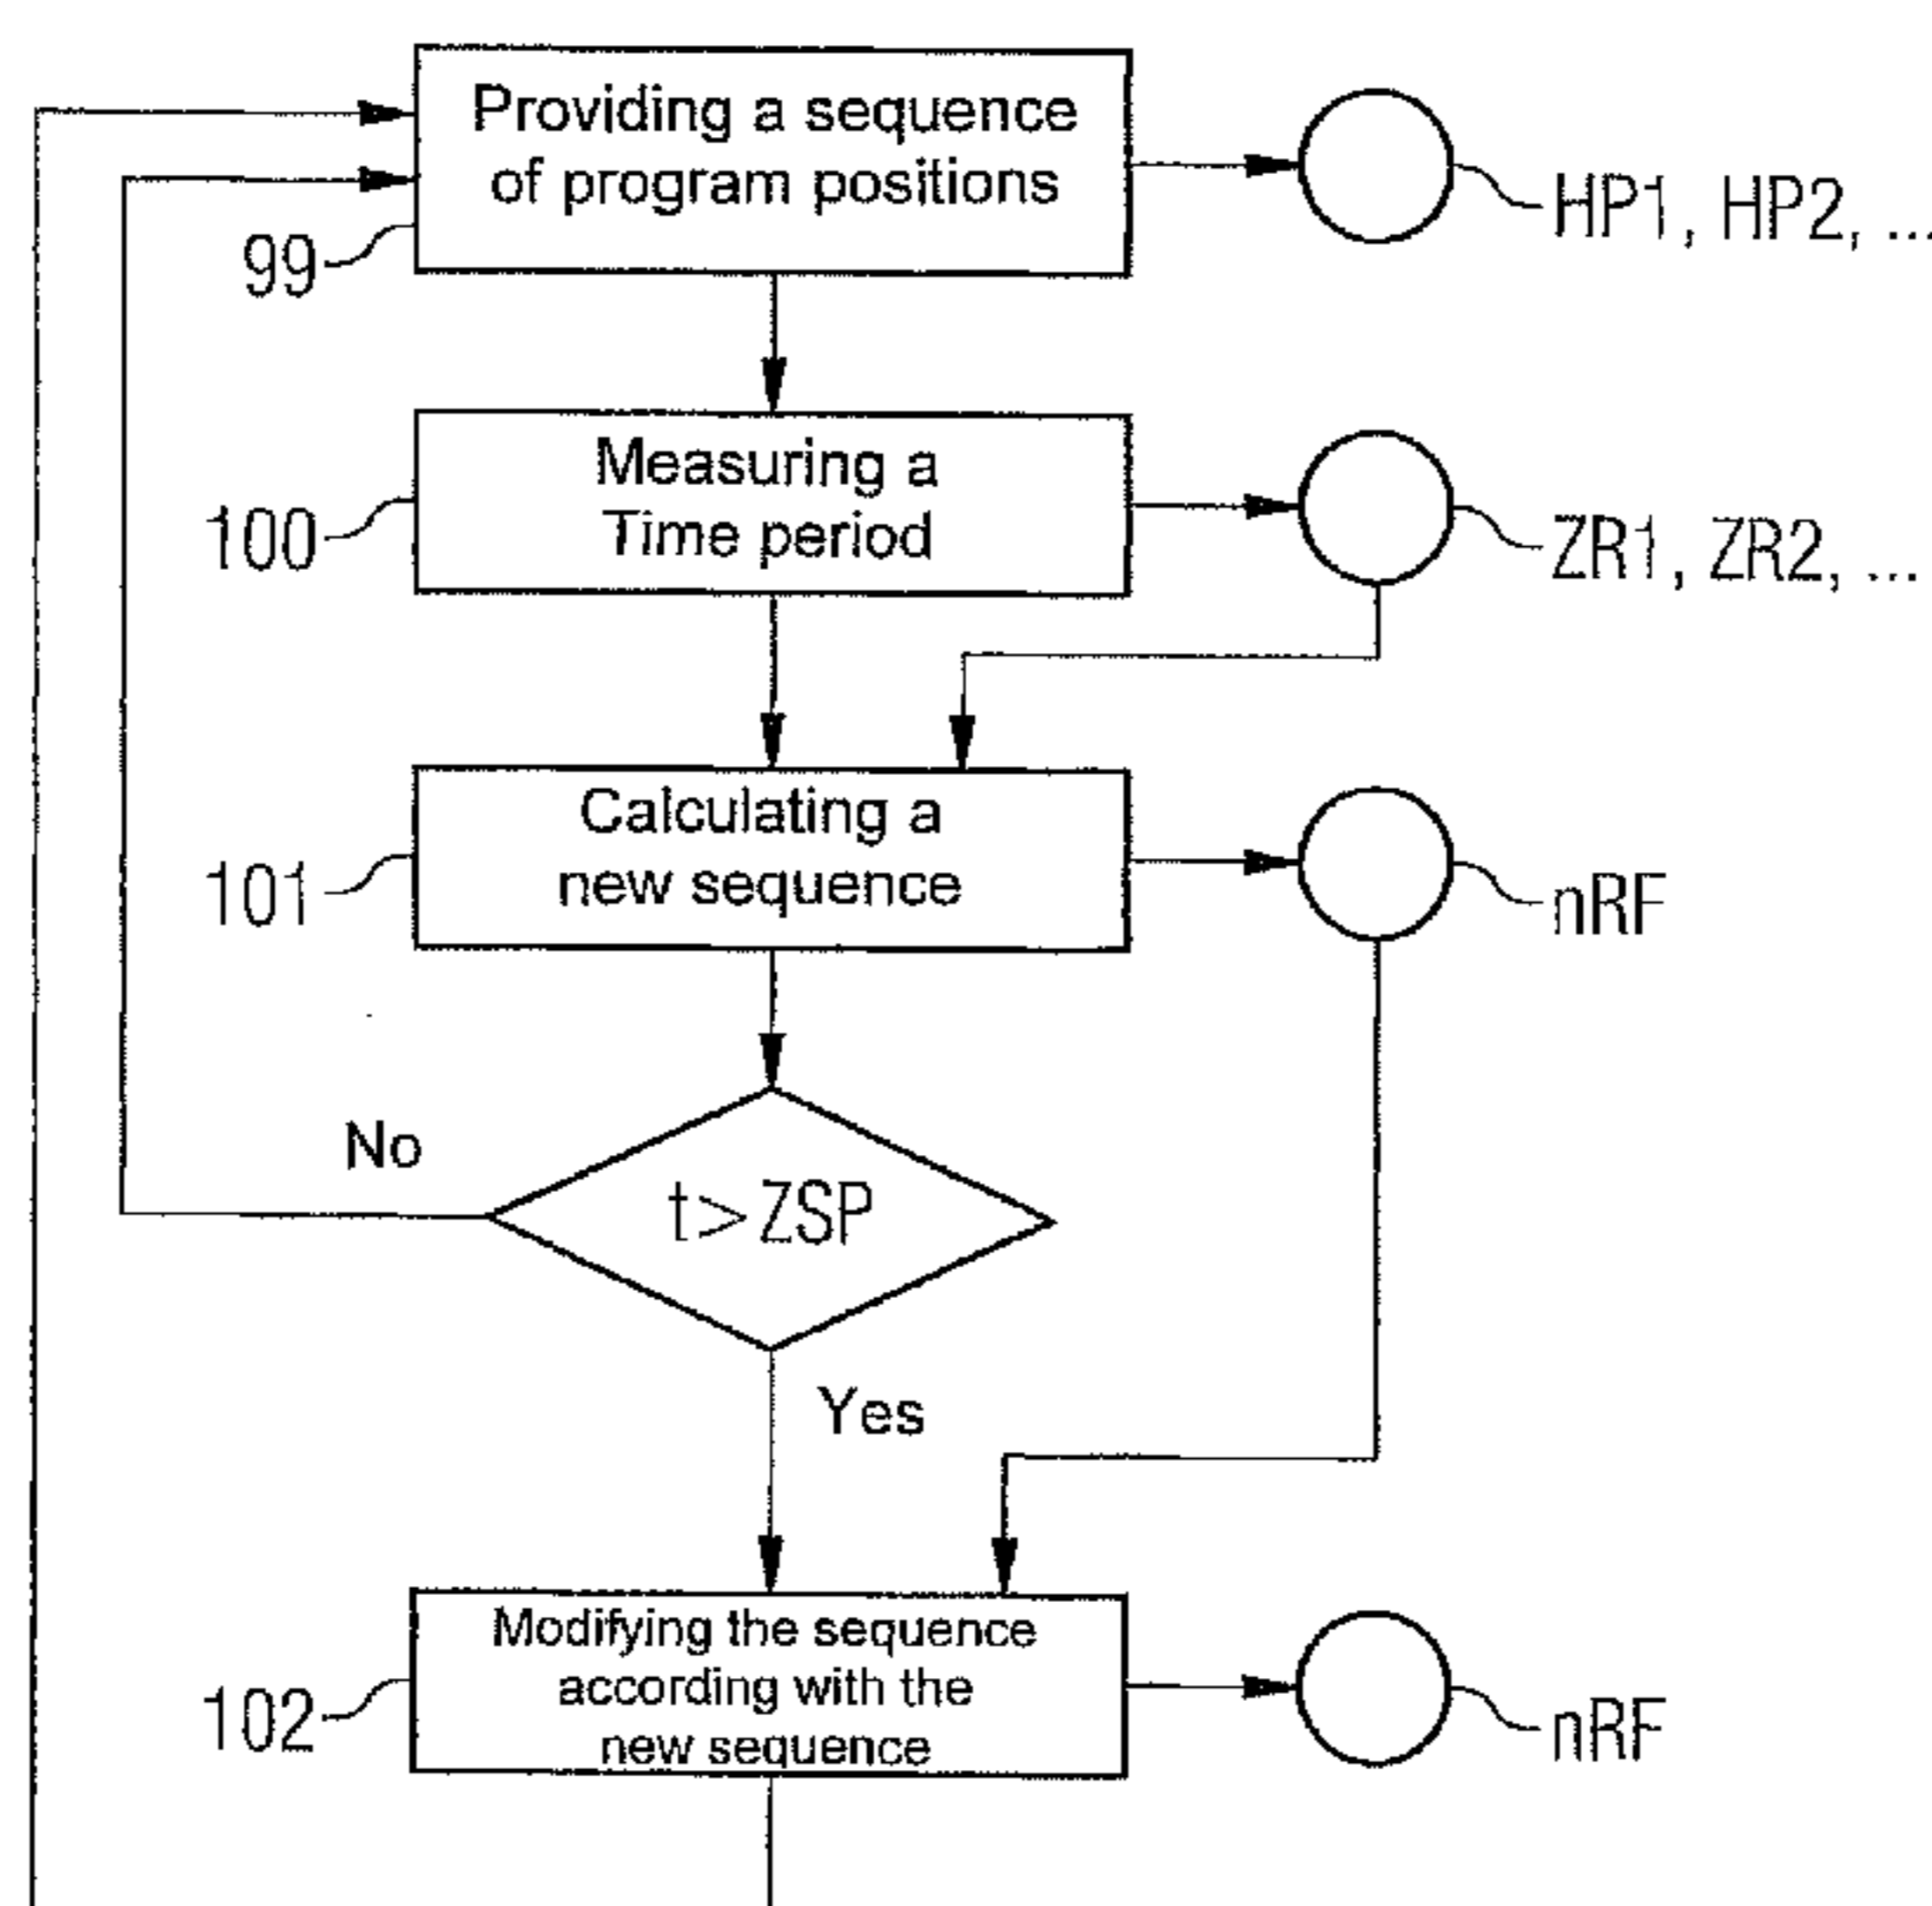 Providing a sequence
of program positions
99
HP1, HP2, ...
Measuring a
Time period
100
ZR1, ZR2, ...
Calculating a
new sequence
101
nRF
No
t>ZSP
Yes
Modifying the sequence
according with the
new sequence
102
nRF